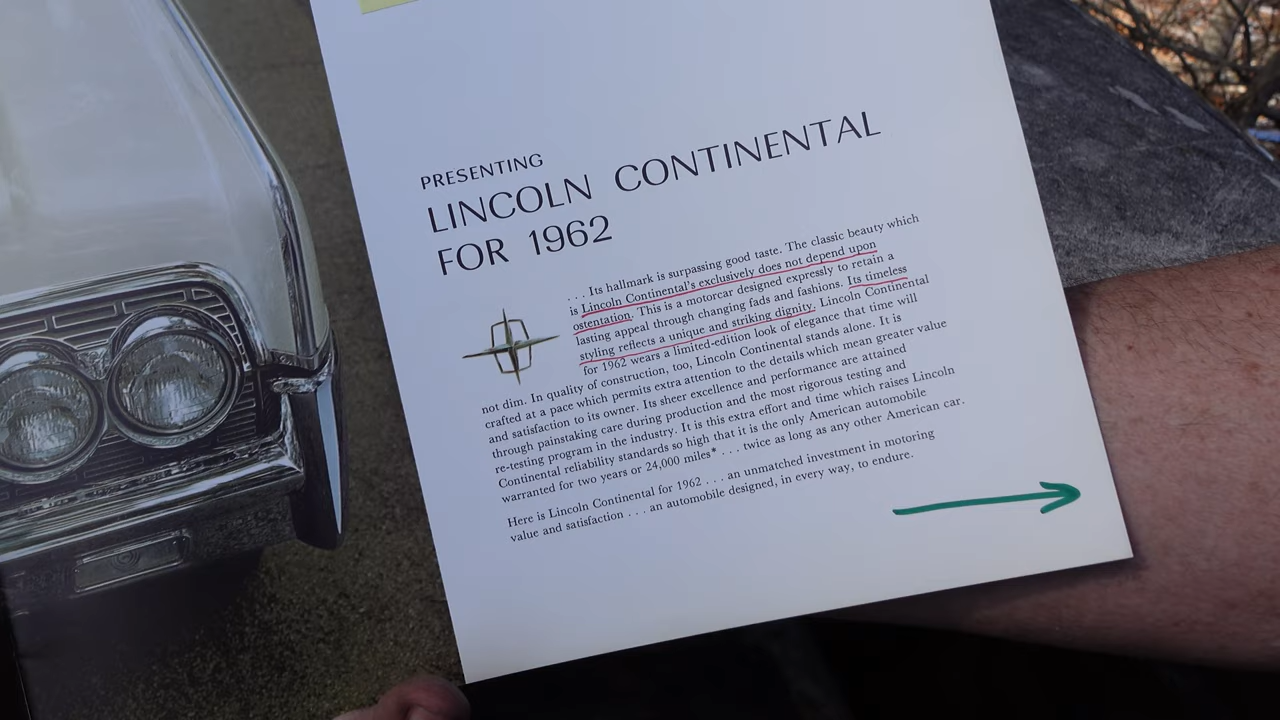 PRESENTING
LINCOLN CONTINENTAL
FOR 1962
. . . Its hallmark is surpassing good taste. The classic beauty which
is Lincoln Continental's exclusively does not depend upon
ostentation. This is a motorcar designed expressly to retain a
lasting appeal through changing fads and fashions. Its timeless
styling reflects a unique and striking dignity. Lincoln Continental
for 1962 wears a limited-edition look of elegance that time will
not dim. In quality of construction, too, Lincoln Continental stands alone. It is
crafted at a pace which permits extra attention to the details which mean greater value
and satisfaction to its owner. Its sheer excellence and performance are attained
through painstaking care during production and the most rigorous testing and
re-testing program in the industry. It is this extra effort and time which raises Lincoln
Continental reliability standards so high that it is the only American automobile
warranted for two years or 24,000 miles* . . . twice as long as any other American car.
Here is Lincoln Continental for 1962 . . . an unmatched investment in motoring
value and satisfaction . . . an automobile designed, in every way, to endure.